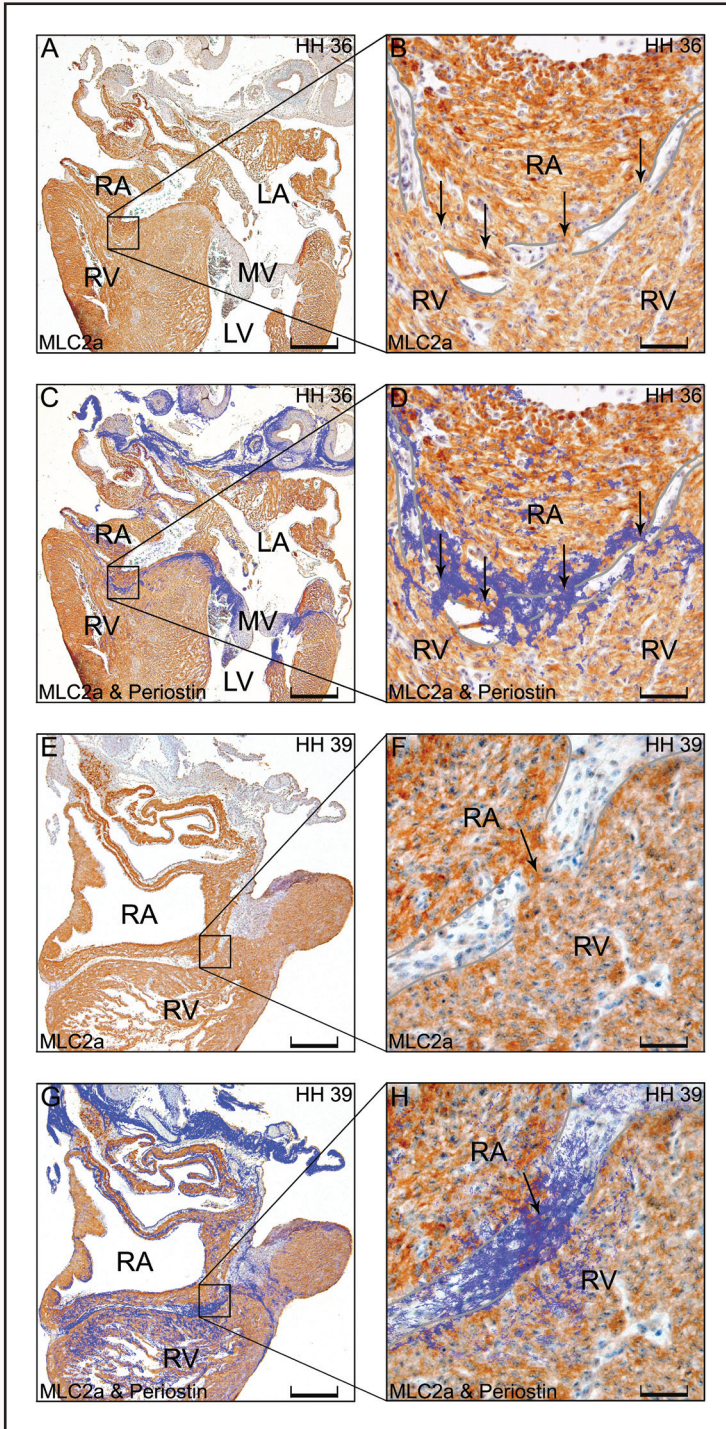 A HH 36
RA
LA
RV
MV
LV
MLC2a
B HH 36
RA
RV
RV
C HH 36
RA
LA
RV
MV
LV
MLC2a & Periostin
D HH 36
RA
RV
RV
MLC2a & Periostin
E HH 39
RA
RV
MLC2a
F HH 39
RA
RV
MLC2a
G HH 39
RA
RV
MLC2a & Periostin
H HH 39
RA
RV
MLC2a & Periostin